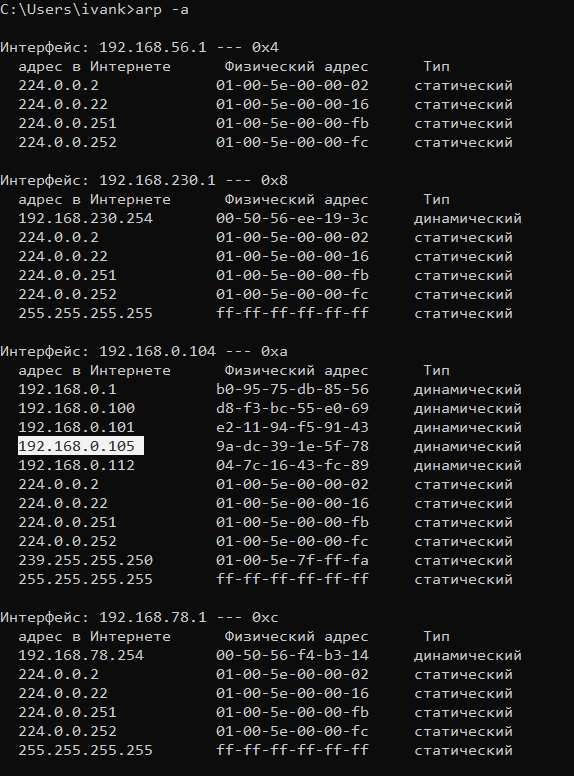 C:\Users\ivank>arp -a
Интерфейс: 192.168.56.1 --- 0x4
адрес в Интернете Физический адрес Тип
224.0.0.2 01-00-5e-00-00-02 статический
224.0.0.22 01-00-5e-00-00-16 статический
224.0.0.251 01-00-5e-00-00-fb статический
224.0.0.252 01-00-5e-00-00-fc статический
Интерфейс: 192.168.230.1 --- 0x8
адрес в Интернете Физический адрес Тип
192.168.230.254 00-50-56-ee-19-3c динамический
224.0.0.2 01-00-5e-00-00-02 статический
224.0.0.22 01-00-5e-00-00-16 статический
224.0.0.251 01-00-5e-00-00-fb статический
224.0.0.252 01-00-5e-00-00-fc статический
255.255.255.255 ff-ff-ff-ff-ff-ff статический
Интерфейс: 192.168.0.104 --- 0xa
адрес в Интернете Физический адрес Тип
192.168.0.1 b0-95-75-db-85-56 динамический
192.168.0.100 d8-f3-bc-55-e0-69 динамический
192.168.0.101 e2-11-94-f5-91-43 динамический
192.168.0.105 9a-dc-39-1e-5f-78 динамический
192.168.0.112 04-7c-16-43-fc-89 динамический
224.0.0.2 01-00-5e-00-00-02 статический
224.0.0.22 01-00-5e-00-00-16 статический
224.0.0.251 01-00-5e-00-00-fb статический
224.0.0.252 01-00-5e-00-00-fc статический
239.255.255.250 01-00-5e-7f-ff-fa статический
255.255.255.255 ff-ff-ff-ff-ff-ff статический
Интерфейс: 192.168.78.1 --- 0xc
адрес в Интернете Физический адрес Тип
192.168.78.254 00-50-56-f4-b3-14 динамический
224.0.0.2 01-00-5e-00-00-02 статический
224.0.0.22 01-00-5e-00-00-16 статический
224.0.0.251 01-00-5e-00-00-fb статический
224.0.0.252 01-00-5e-00-00-fc статический
255.255.255.255 ff-ff-ff-ff-ff-ff статический